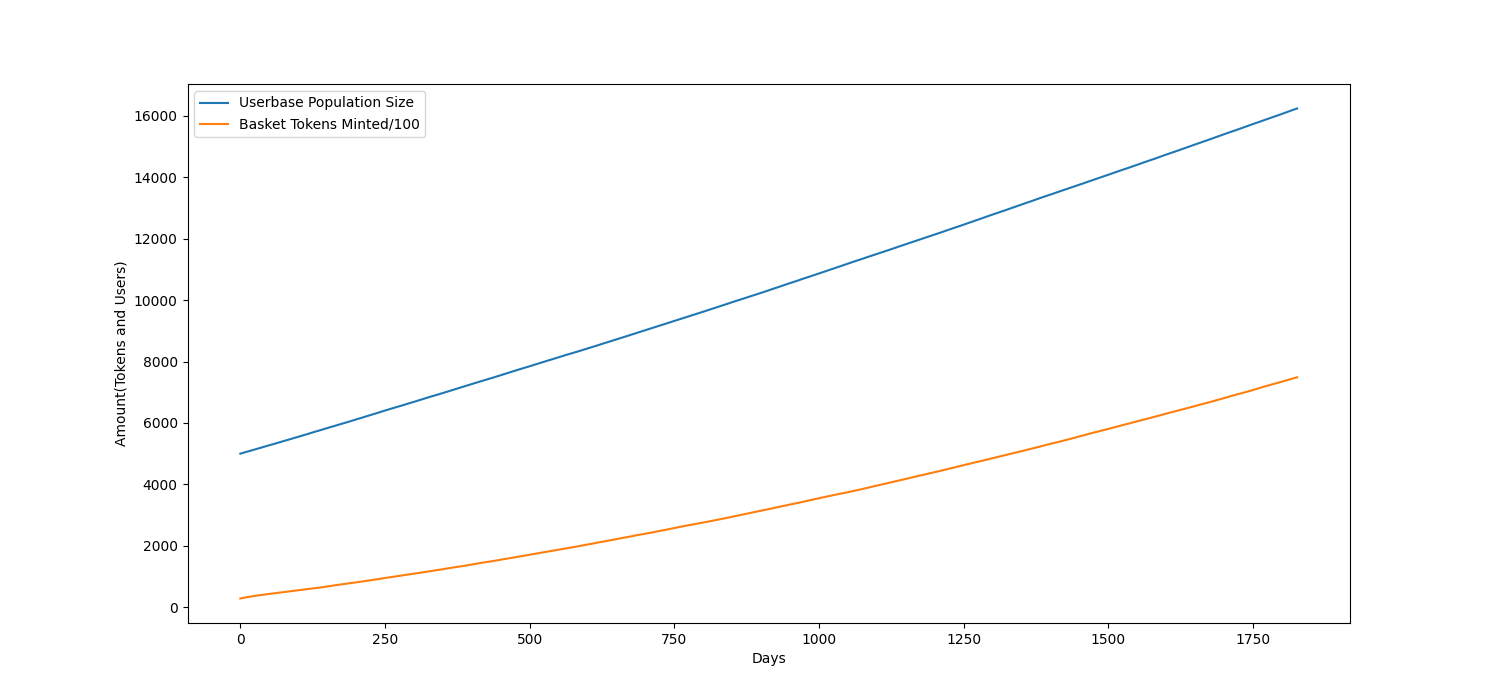 Userbase Population Size
Basket Tokens Minted/100
16000
14000
12000
10000
8000
6000
4000
2000
0
Amount(Tokens and Users)
0 250 500 750 1000 1250 1500 1750
Days